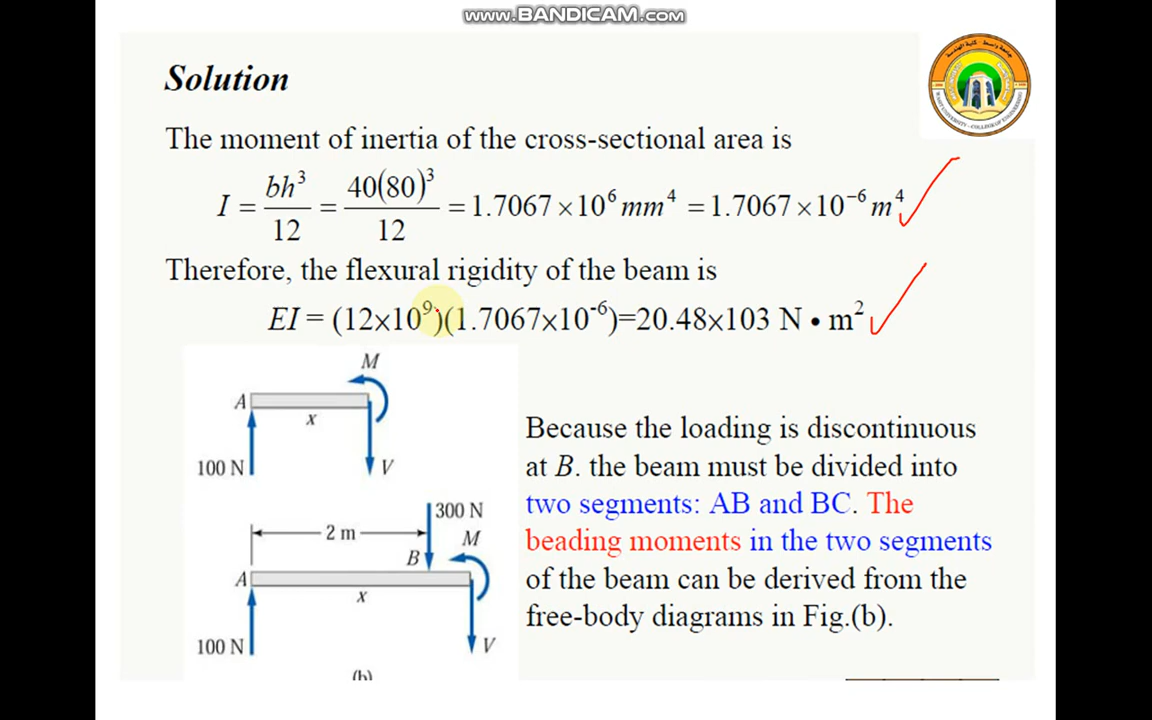 www.BANDICAM.com
Solution
The moment of inertia of the cross-sectional area is
I = bh³/12 = 40(80)³/12 = 1.7067 ×10⁶ mm⁴ = 1.7067 ×10⁻⁶ m⁴
Therefore, the flexural rigidity of the beam is
EI = (12×10⁹)(1.7067×10⁻⁶)=20.48×103 N • m²
M
A
x
100 N
V
Because the loading is discontinuous
at B. the beam must be divided into
two segments: AB and BC. The
beading moments in the two segments
of the beam can be derived from the
free-body diagrams in Fig.(b).
300 N
2 m
M
B
A
x
100 N
V
(b)